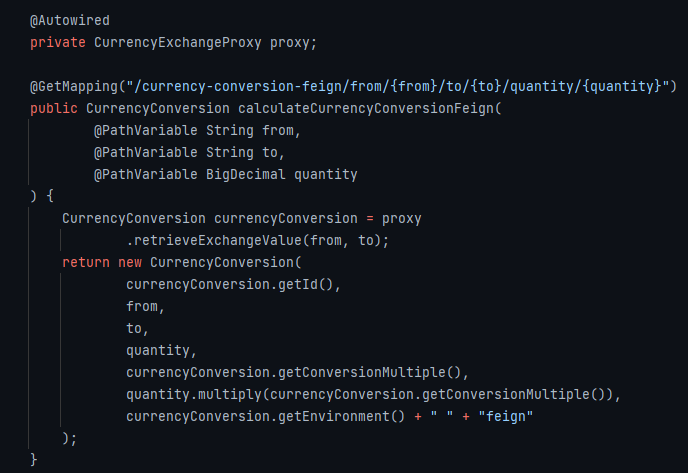 @Autowired
private CurrencyExchangeProxy proxy;
@GetMapping("/currency-conversion-feign/from/{from}/to/{to}/quantity/{quantity}")
public CurrencyConversion calculateCurrencyConversionFeign(
@PathVariable String from,
@PathVariable String to,
@PathVariable BigDecimal quantity
) {
CurrencyConversion currencyConversion = proxy
.retrieveExchangeValue(from, to);
return new CurrencyConversion(
currencyConversion.getId(),
from,
to,
quantity,
currencyConversion.getConversionMultiple(),
quantity.multiply(currencyConversion.getConversionMultiple()),
currencyConversion.getEnvironment() + " " + "feign"
);
}